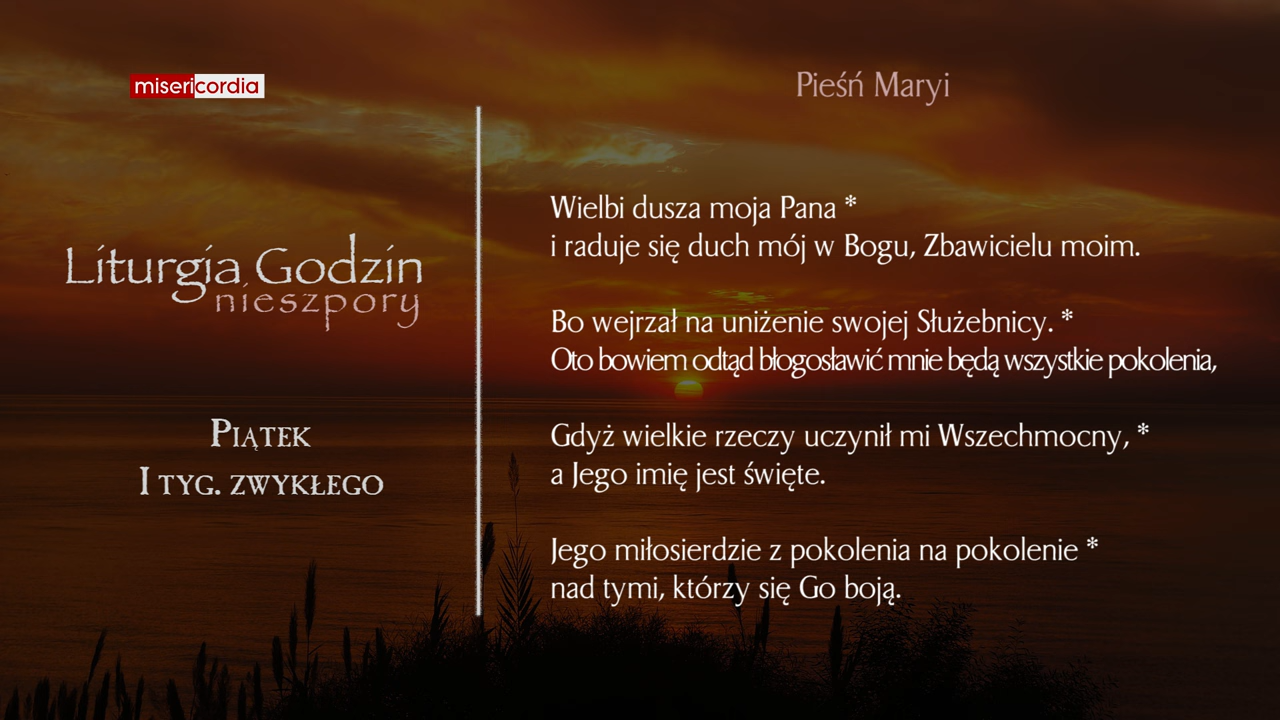 misericordia
Liturgia Godzin
nieszpory
Piątek
I tyg. zwykłego
Pieśń Maryi
Wielbi dusza moja Pana *
i raduje się duch mój w Bogu, Zbawicielu moim.
Bo wejrzał na uniżenie swojej Służebnicy. *
Oto bowiem odtąd błogosławić mnie będą wszystkie pokolenia,
Gdyż wielkie rzeczy uczynił mi Wszechmocny, *
a Jego imię jest święte.
Jego miłosierdzie z pokolenia na pokolenie *
nad tymi, którzy się Go boją.